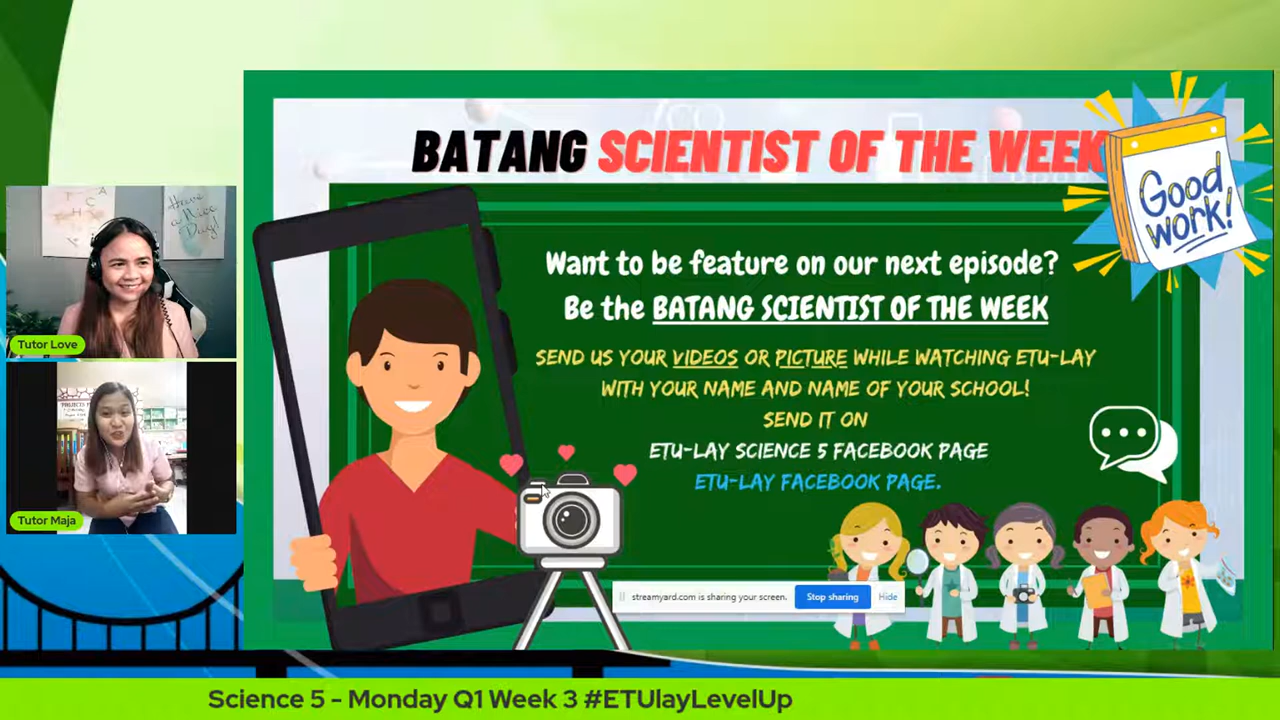 BATANG SCIENTIST OF THE WEEK
Good
work!
Want to be feature on our next episode?
Be the BATANG SCIENTIST OF THE WEEK
SEND US YOUR VIDEOS OR PICTURE WHILE WATCHING ETU-LAY
WITH YOUR NAME AND NAME OF YOUR SCHOOL!
SEND IT ON
ETU-LAY SCIENCE 5 FACEBOOK PAGE
ETU-LAY FACEBOOK PAGE.
Have
a Nice
Day!
Tutor Love
Tutor Maja
streamyard.com is sharing your screen.
Stop sharing
Hide
Science 5 - Monday Q1 Week 3 #ETUlayLevelUp